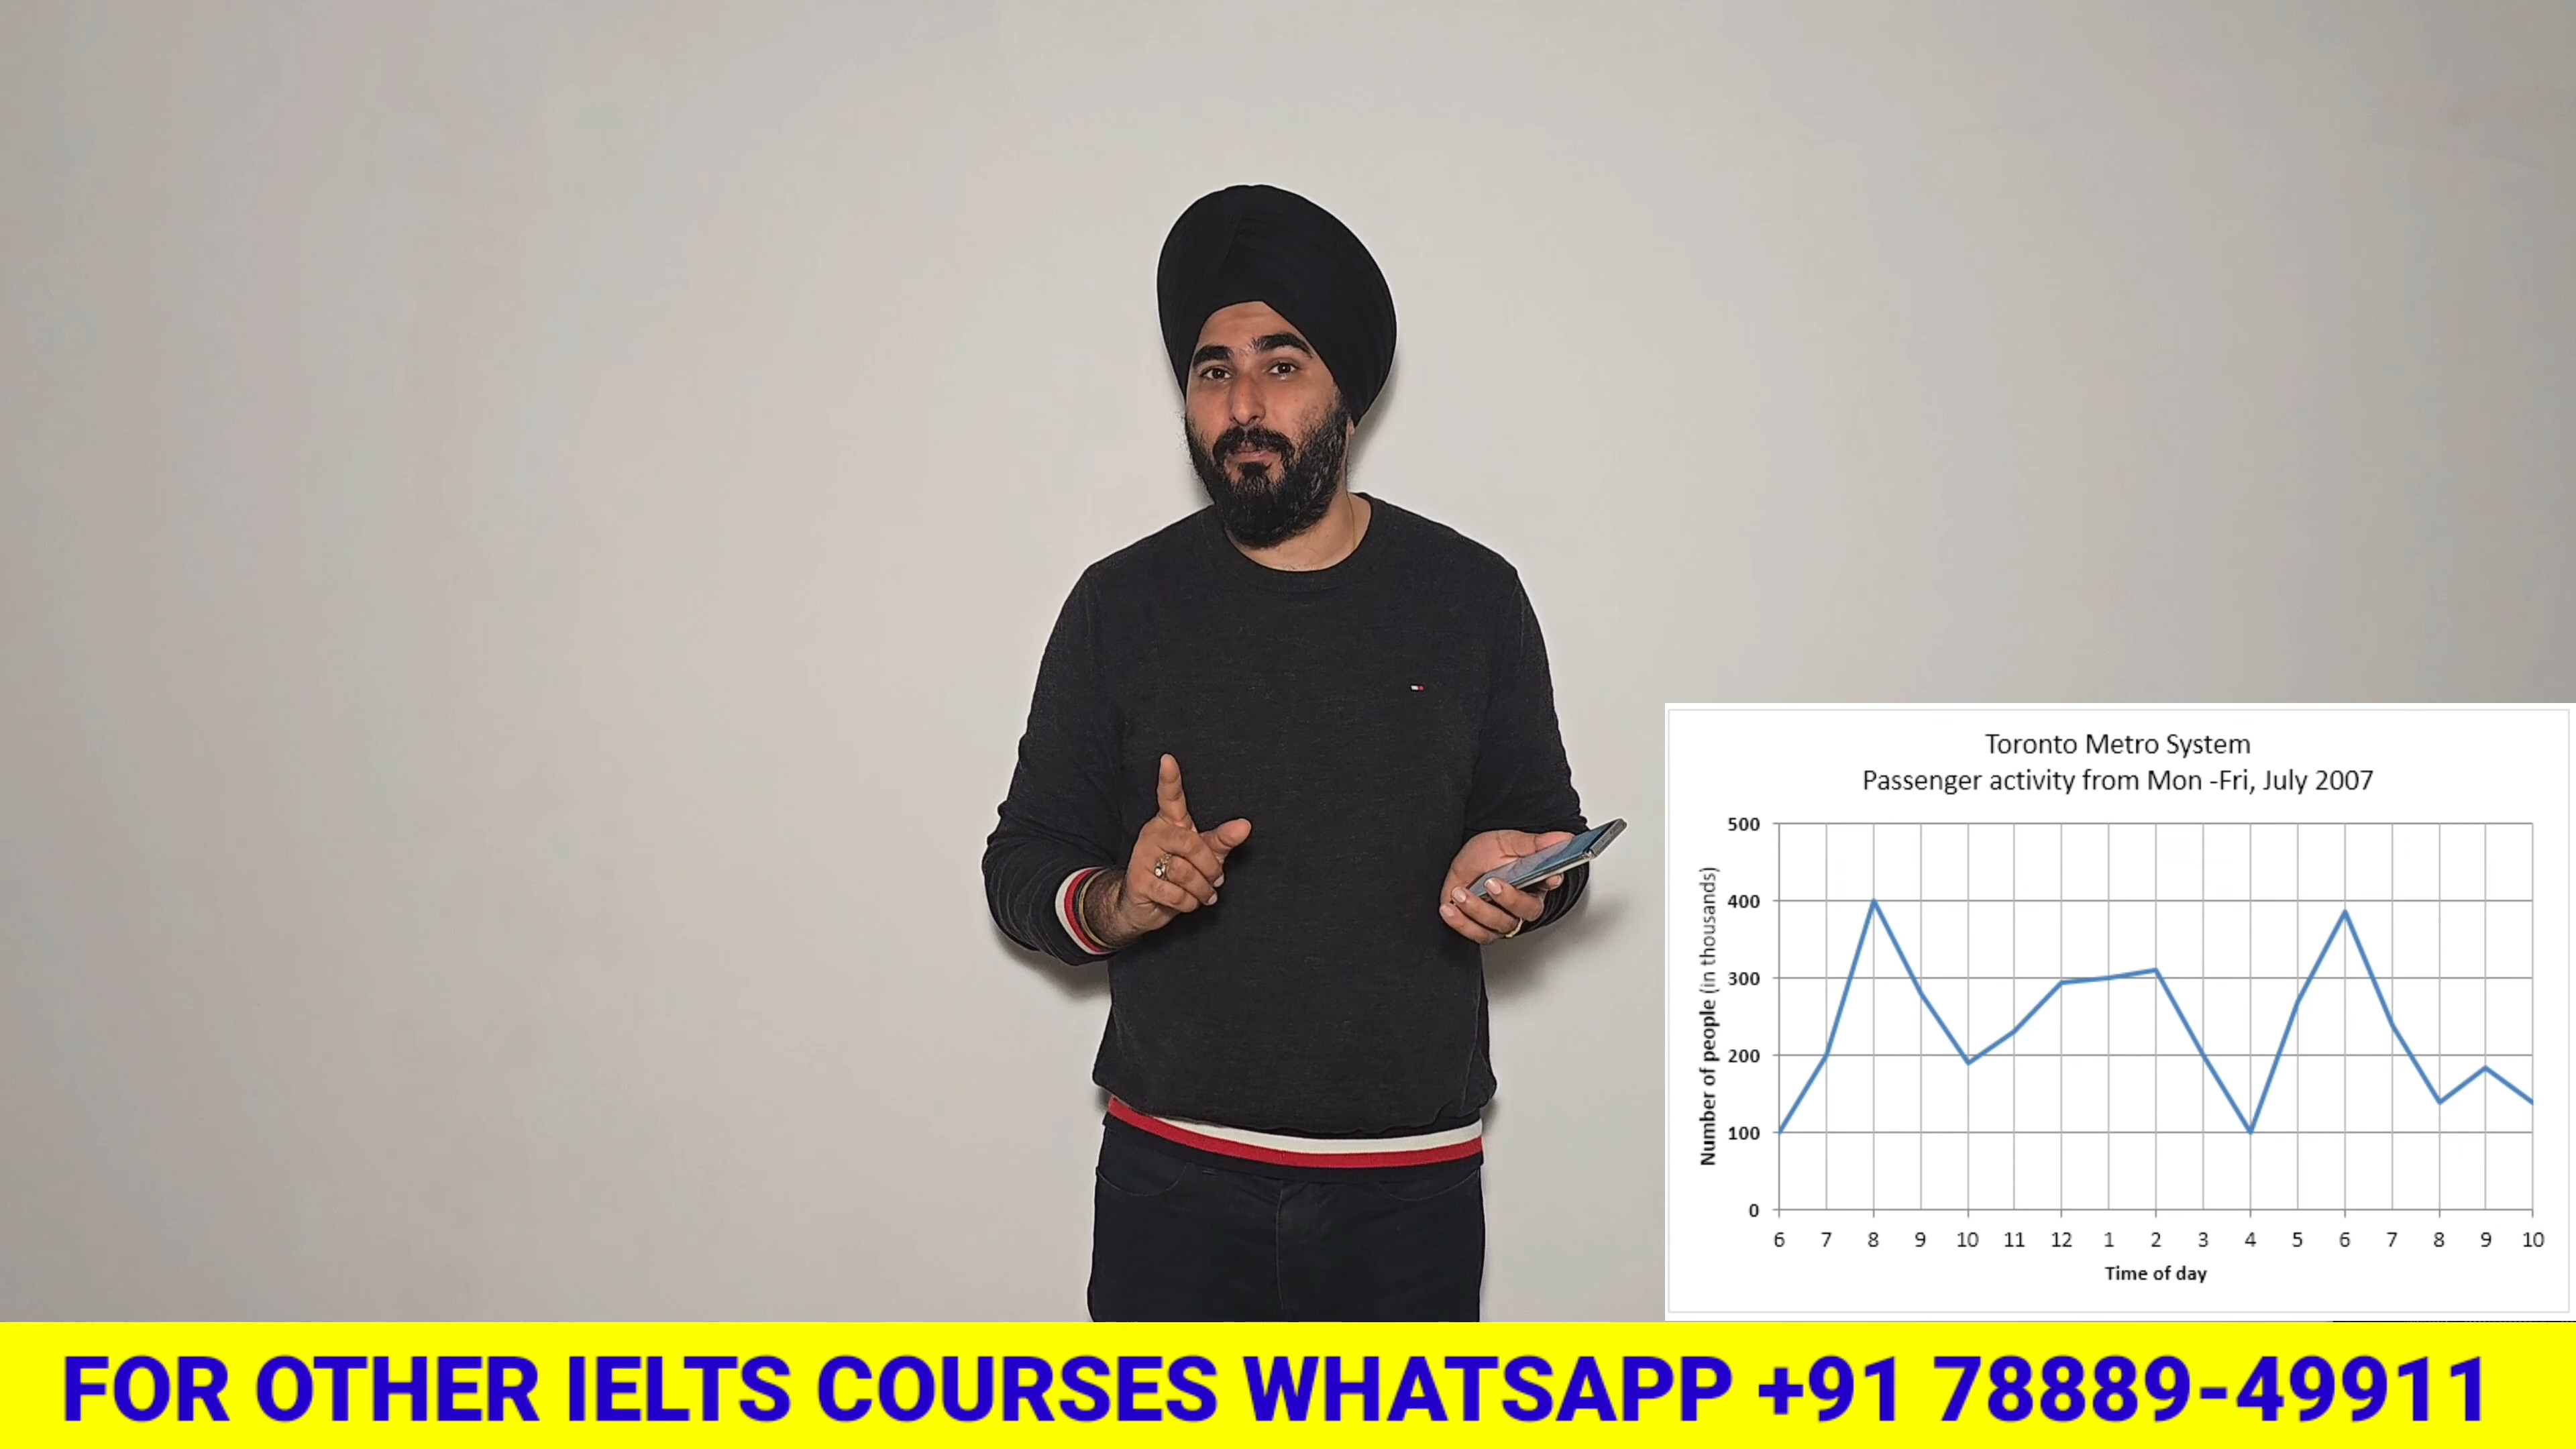 Toronto Metro System
Passenger activity from Mon -Fri, July 2007
Number of people (in thousands)
500
400
300
200
100
0
6 7 8 9 10 11 12 1 2 3 4 5 6 7 8 9 10
Time of day
FOR OTHER IELTS COURSES WHATSAPP +91 78889-49911